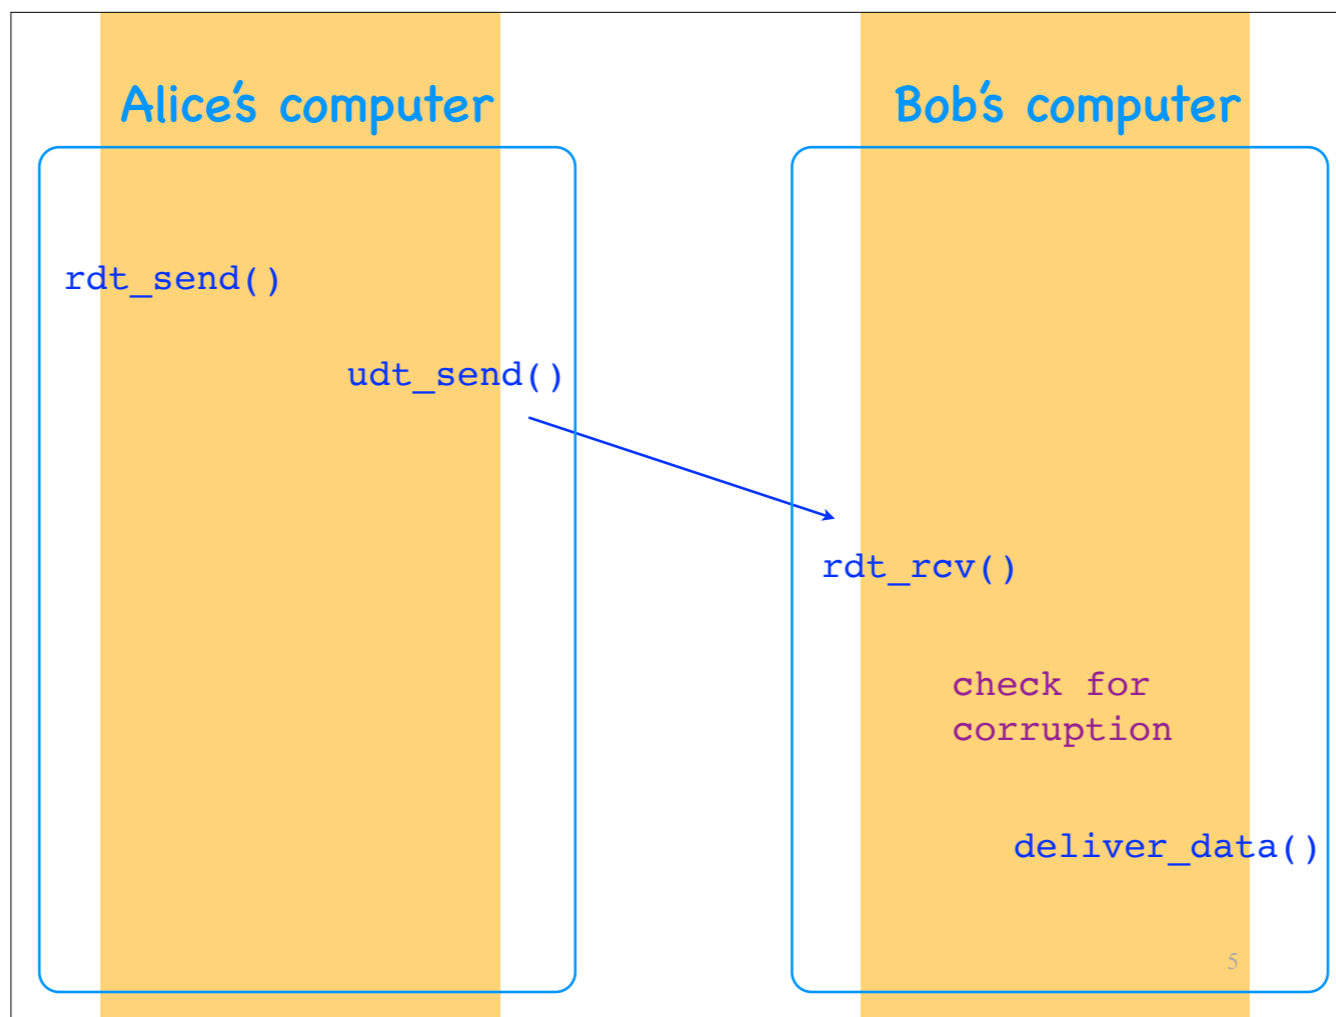 Alice's computer
Bob's computer
rdt_send()
udt_send()
rdt_rcv()
check for
corruption
deliver_data()
5